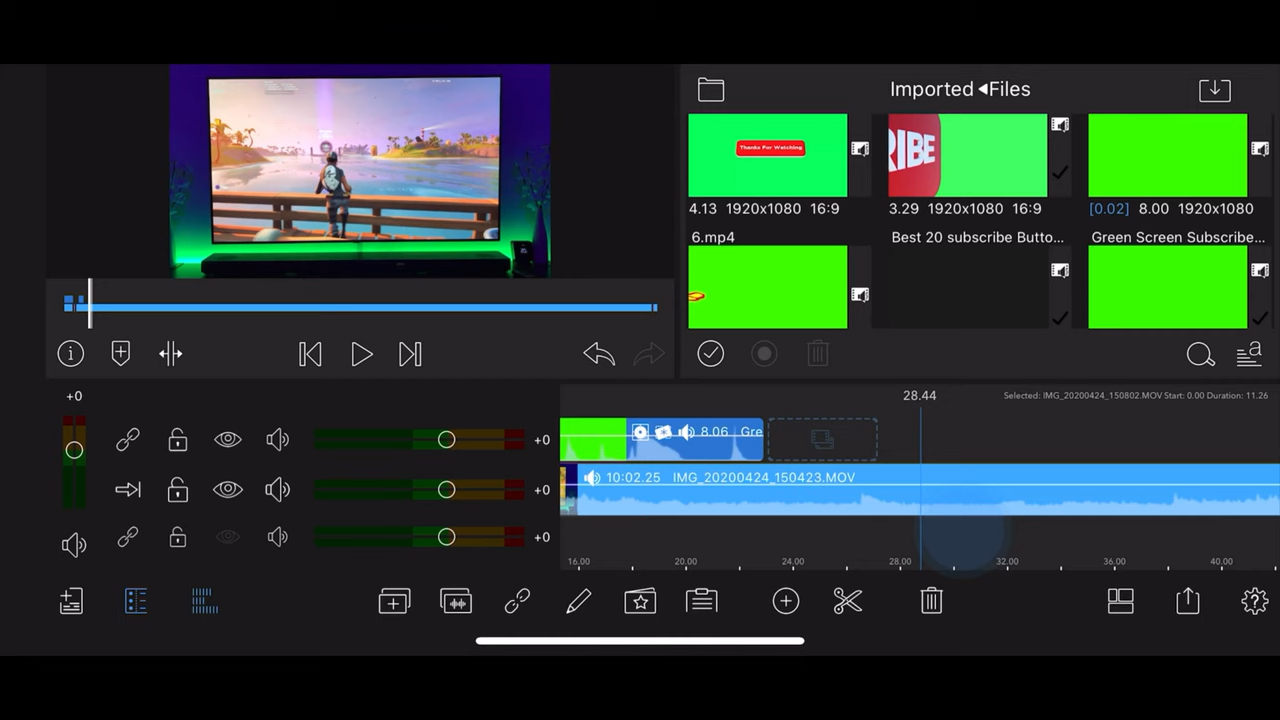 Imported ◂Files
Thanks For Watching
RIBE
4.13 1920x1080 16:9
3.29 1920x1080 16:9
[0.02] 8.00 1920x1080
6.mp4
Best 20 subscribe Butto...
Green Screen Subscribe...
+0
28.44
Selected: IMG_20200424_150802.MOV Start: 0.00 Duration: 11.26
+0
8.06 Gre
+0
10:02.25 IMG_20200424_150423.MOV
+0
16.00 20.00 24.00 28.00 32.00 36.00 40.00